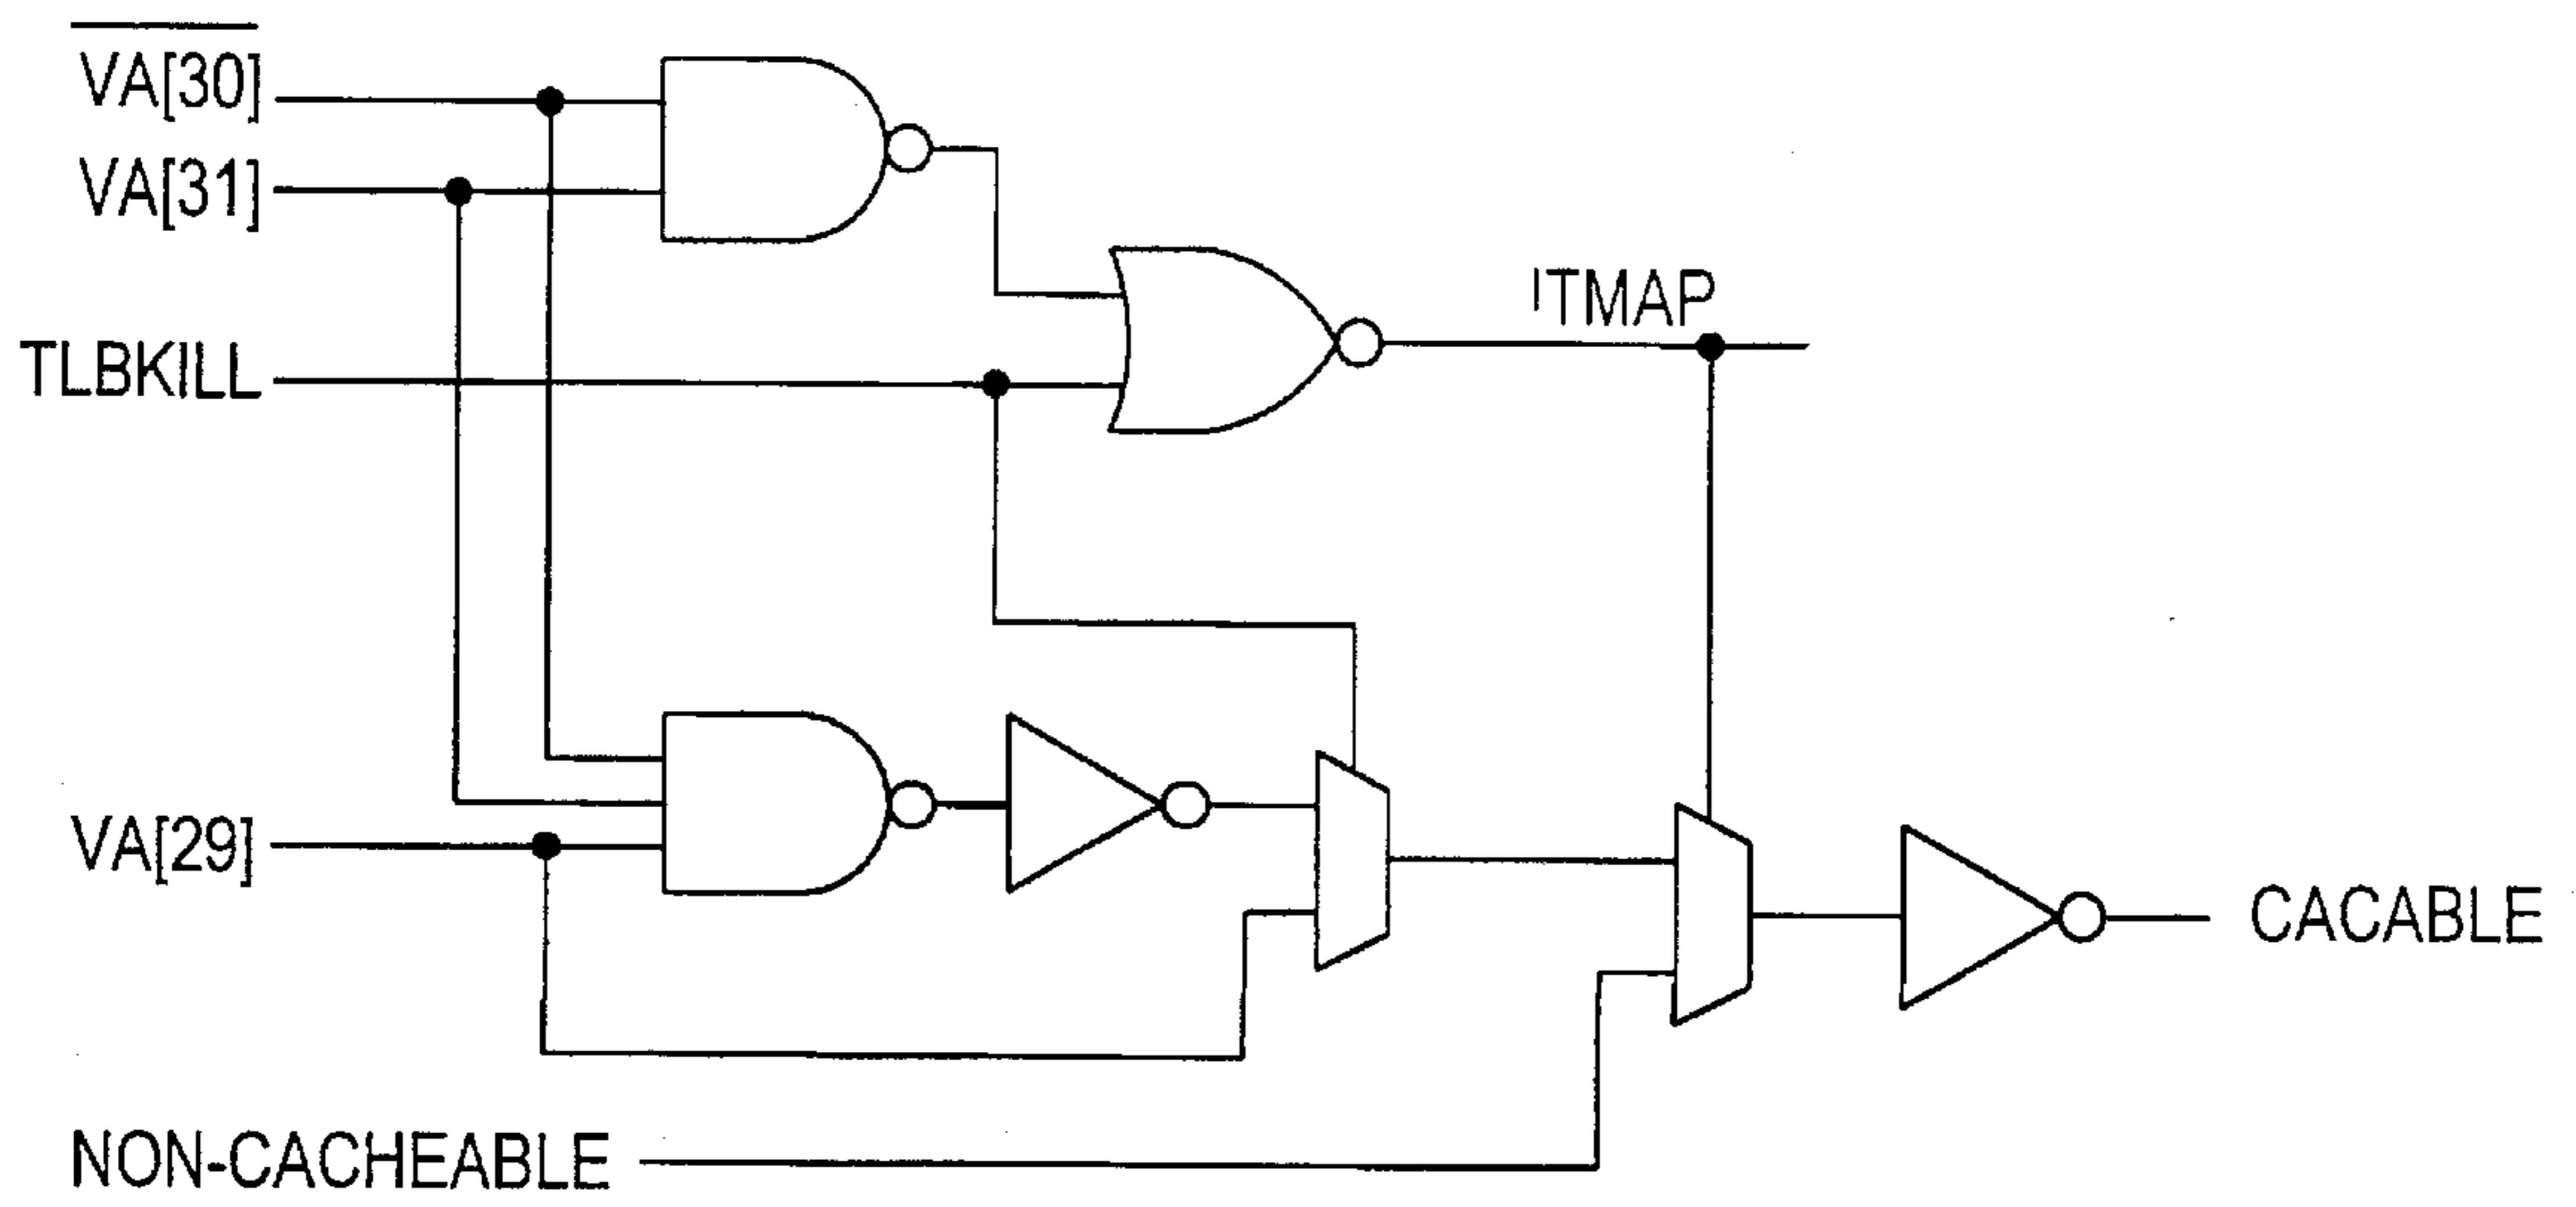 VA[30]
VA[31]
TLBKILL
ITMAP
VA[29]
CACABLE
NON-CACHEABLE